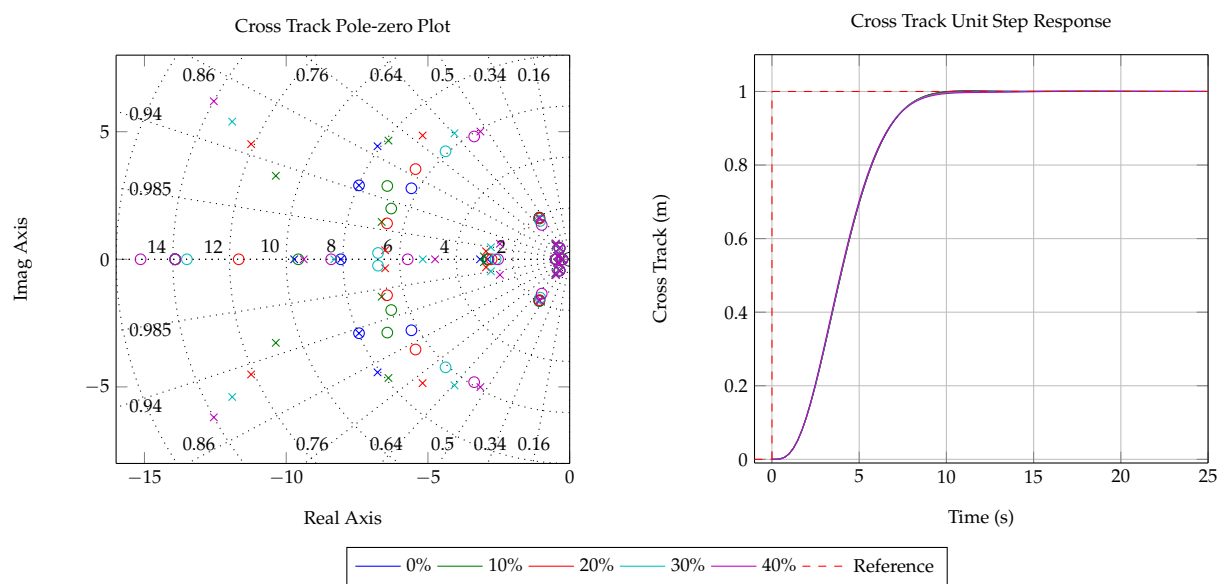 Cross Track Pole-zero Plot
0.86 0.76 0.64 0.5 0.34 0.16
0.94
5
0.985
14 12 10 8 6 4 2
0
0.985
−5
0.94
0.86 0.76 0.64 0.5 0.34 0.16
−15 −10 −5 0
Imag Axis
Real Axis
Cross Track Unit Step Response
1
0.8
0.6
0.4
0.2
0
0 5 10 15 20 25
Cross Track (m)
Time (s)
0% 10% 20% 30% 40% Reference